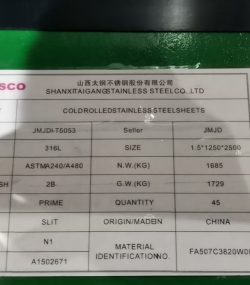 SCO
山西太钢不锈钢股份有限公司
SHANXITAIGANGSTAINLESS STEELCO. LTD
COLDROLLEDSTAINLESS STEELSHEETS
JMJDI-T5053 Seller JMJD
316L SIZE 1.5*1250*2500
ASTMA240/A480 N.W.(KG) 1685
SH 2B G.W.(KG) 1729
PRIME QUANTITY 45
SLIT ORIGIN/MADEIN CHINA
N1 MATERIAL
A1502671 IDENTIFICATIONNO. FA507C3820W0